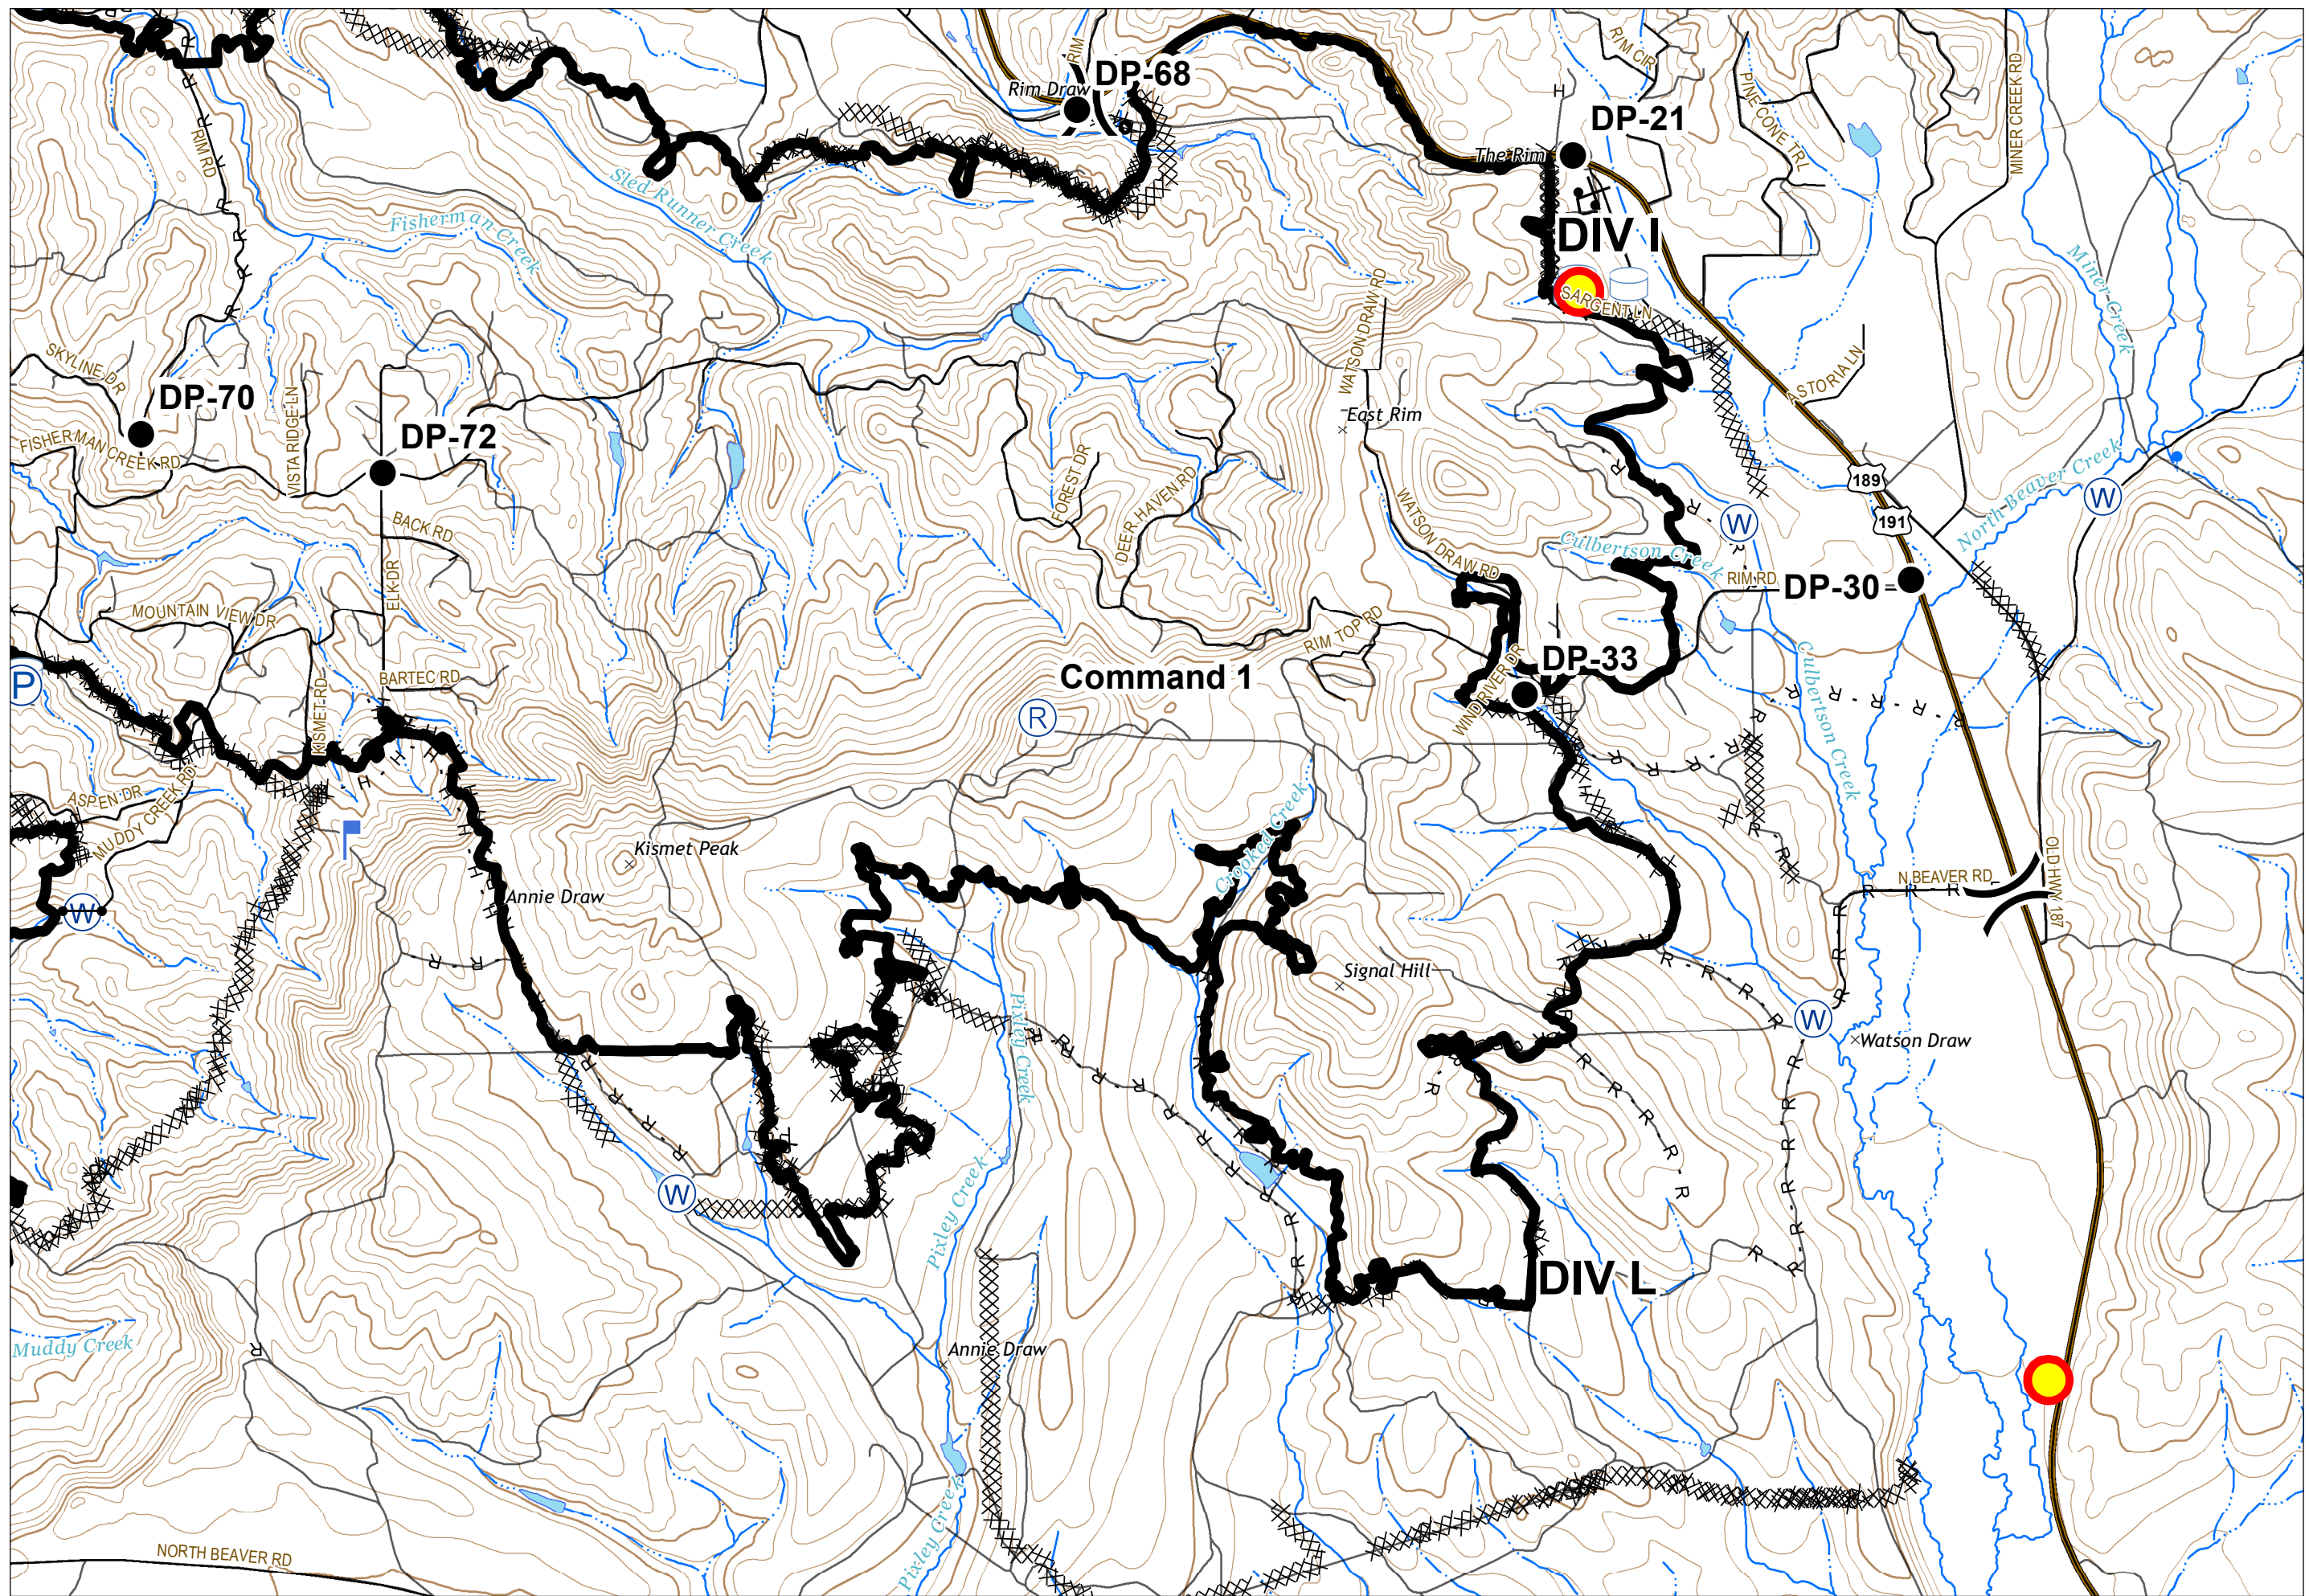 RIM
R/M CIR
DP-68
Rim Draw
H
DP-21
PINE CONE TRL
MINER CREEK RD
RIM RD
The Rim
Sled Runner Creek
Fisherman Creek
DIV I
Miner Creek
SARGENT LN
WATSON DRAW RD
SKYLINE DR
DP-70
VISTA RIDGE LN
ASTORIA LN
East Rim
DP-72
FISHERMAN CREEK RD
FOREST DR
DEER HAVEN RD
189
North Beaver Creek
W
191
W
BACK RD
WATSON DRAW RD
Culbertson Creek
RIM RD
DP-30
ELK DR
MOUNTAIN VIEW DR
RIM TOP RD
DP-33
BARTEC RD
Command 1
P
KISMET RD
WINDRIVER DR
R
Culbertson Creek
ASPEN DR
MUDDY CREEK RD
Crooked Creek
Kismet Peak
OLD HWY 187
N BEAVER RD
Annie Draw
W
Signal Hill
Pixley Creek
W
Watson Draw
W
Pixley Creek
DIV L
Muddy Creek
R
Annie Draw
Pixley Creek
NORTH BEAVER RD